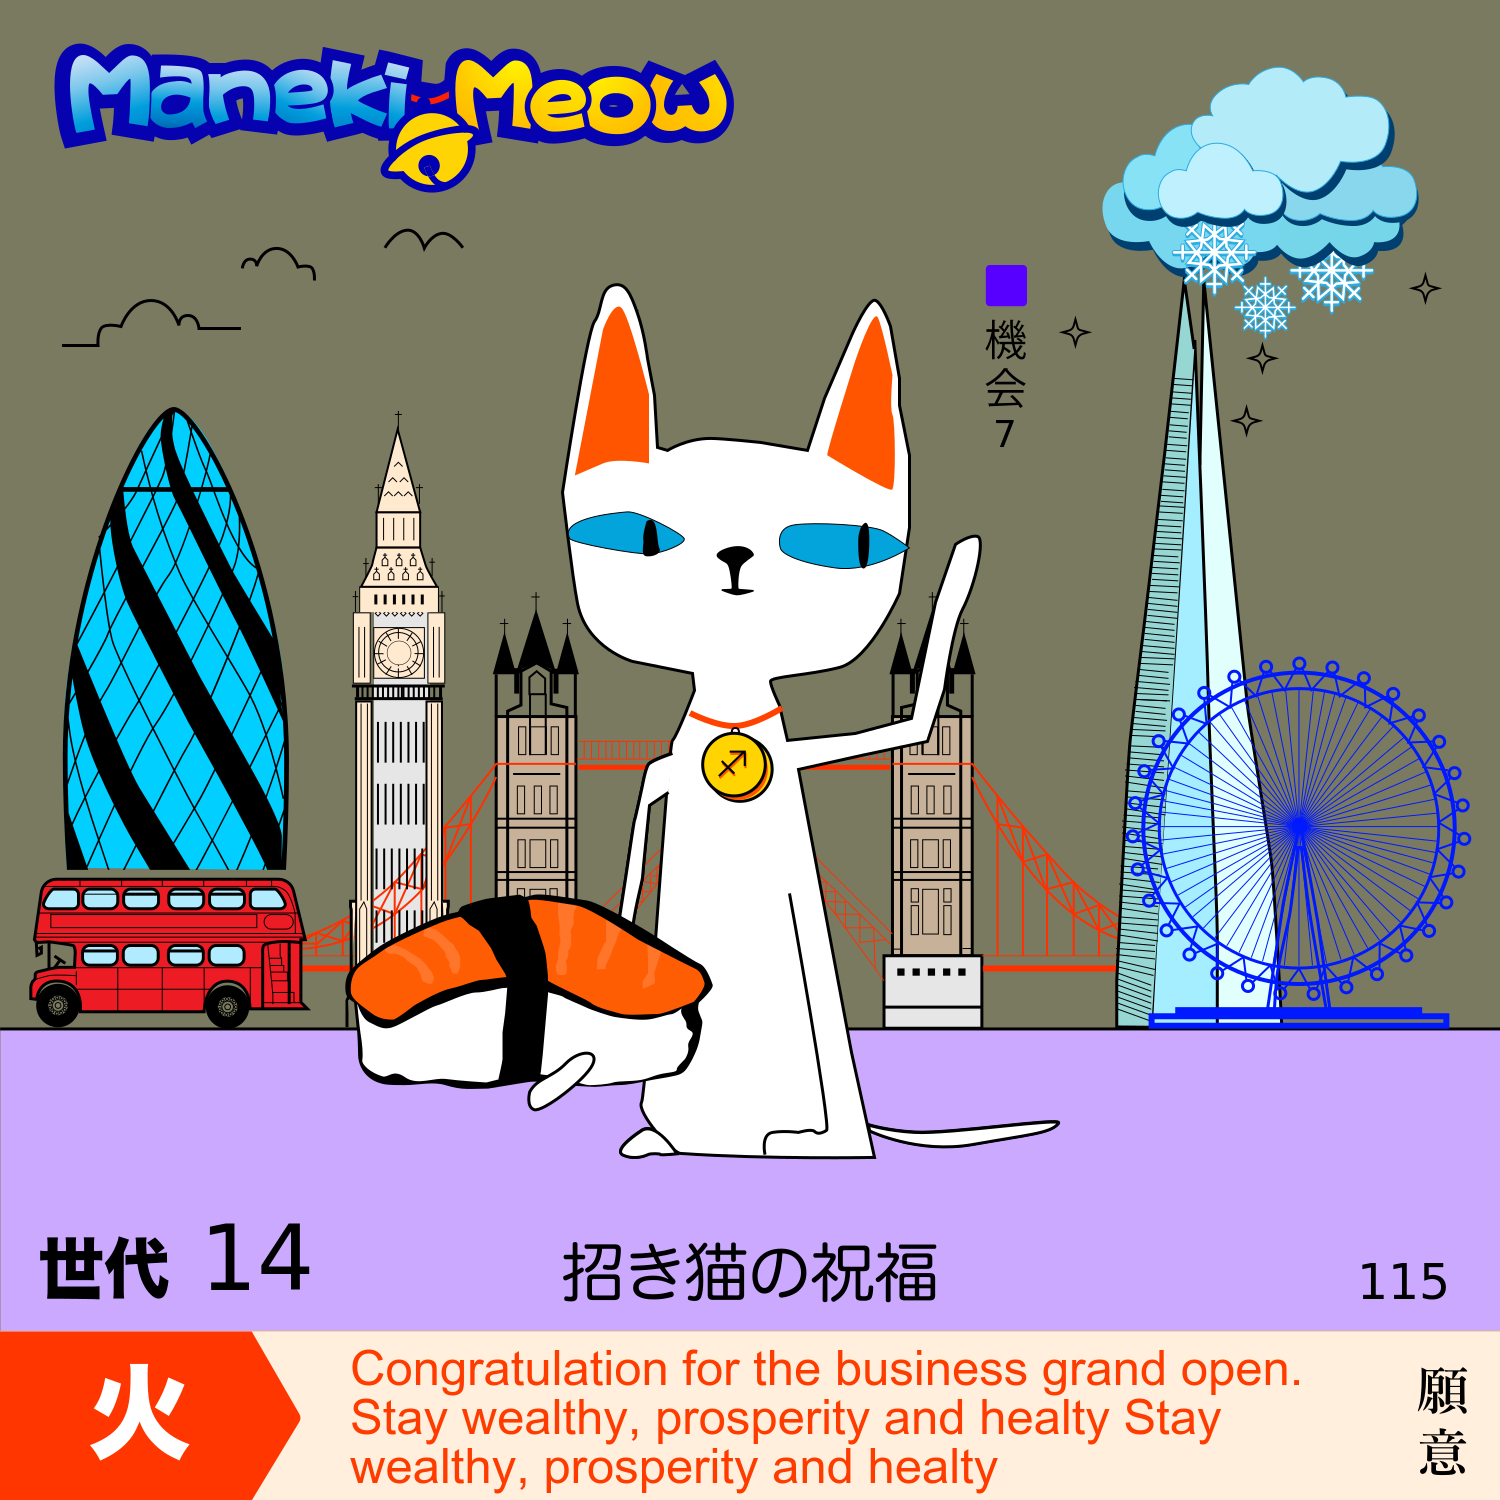 Maneki-Meow
機会7
世代 14
招き猫の祝福
115
火
Congratulation for the business grand open.
Stay wealthy, prosperity and healty Stay
wealthy, prosperity and healty
願意